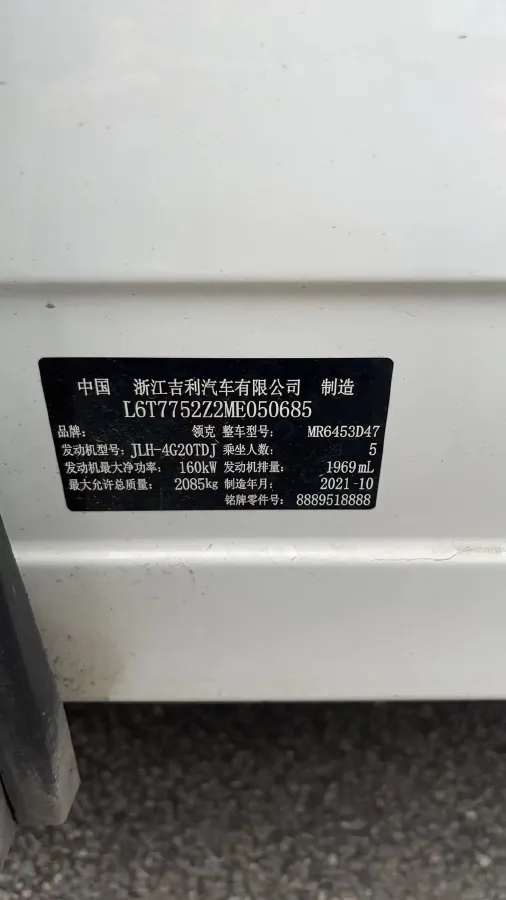 中国 浙江吉利汽车有限公司 制造
L6T7752Z2ME050685
品牌: 领克 整车型号: MR6453D47
发动机型号: JLH-4G20TDJ 乘坐人数: 5
发动机最大净功率: 160kW 发动机排量: 1969mL
最大允许总质量: 2085kg 制造年月: 2021-10
铭牌零件号: 8889518888